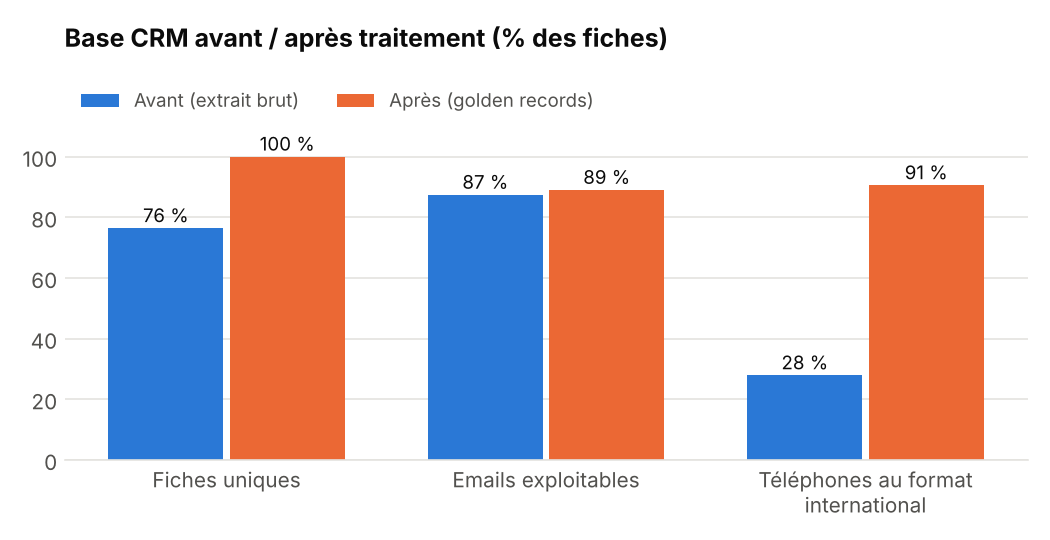 Base CRM avant / après traitement (% des fiches)
Avant (extrait brut) Après (golden records)
100 %
76 %
87 %
89 %
28 %
91 %
100
80
60
40
20
0
Fiches uniques
Emails exploitables
Téléphones au format
international